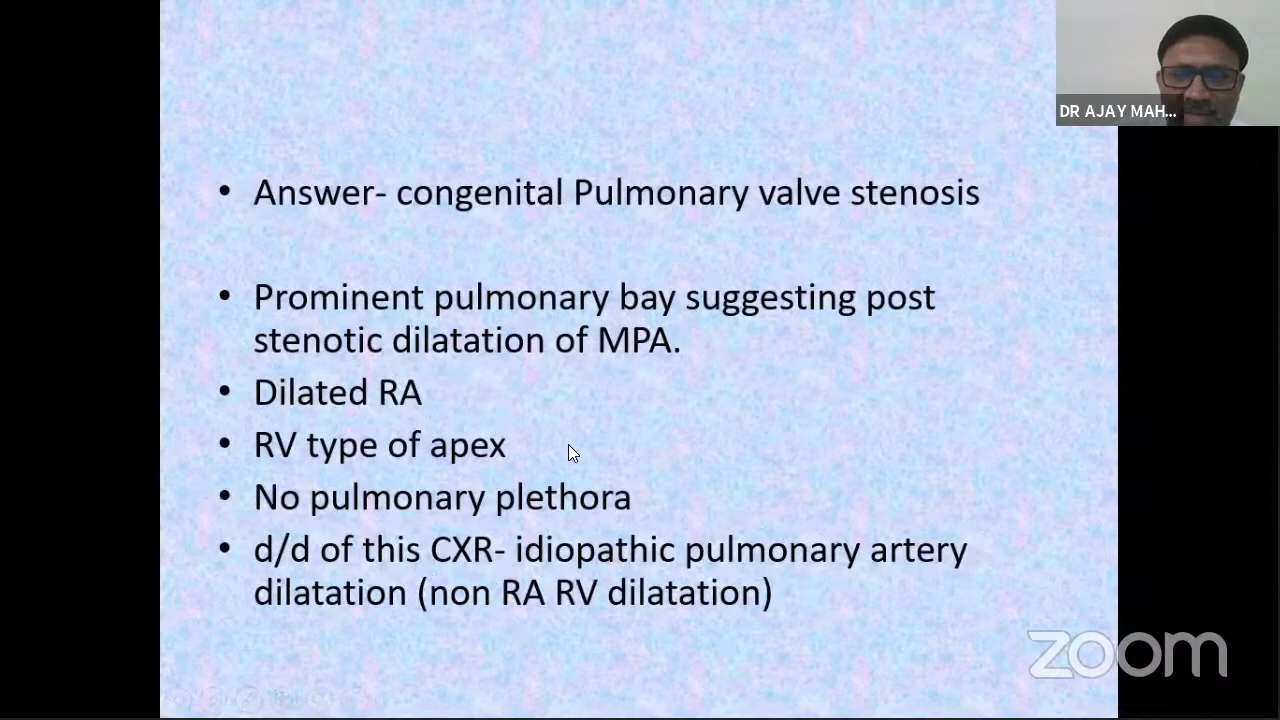 DR AJAY MAH...
• Answer- congenital Pulmonary valve stenosis
• Prominent pulmonary bay suggesting post
stenotic dilatation of MPA.
• Dilated RA
• RV type of apex
• No pulmonary plethora
• d/d of this CXR- idiopathic pulmonary artery
dilatation (non RA RV dilatation)
zoom